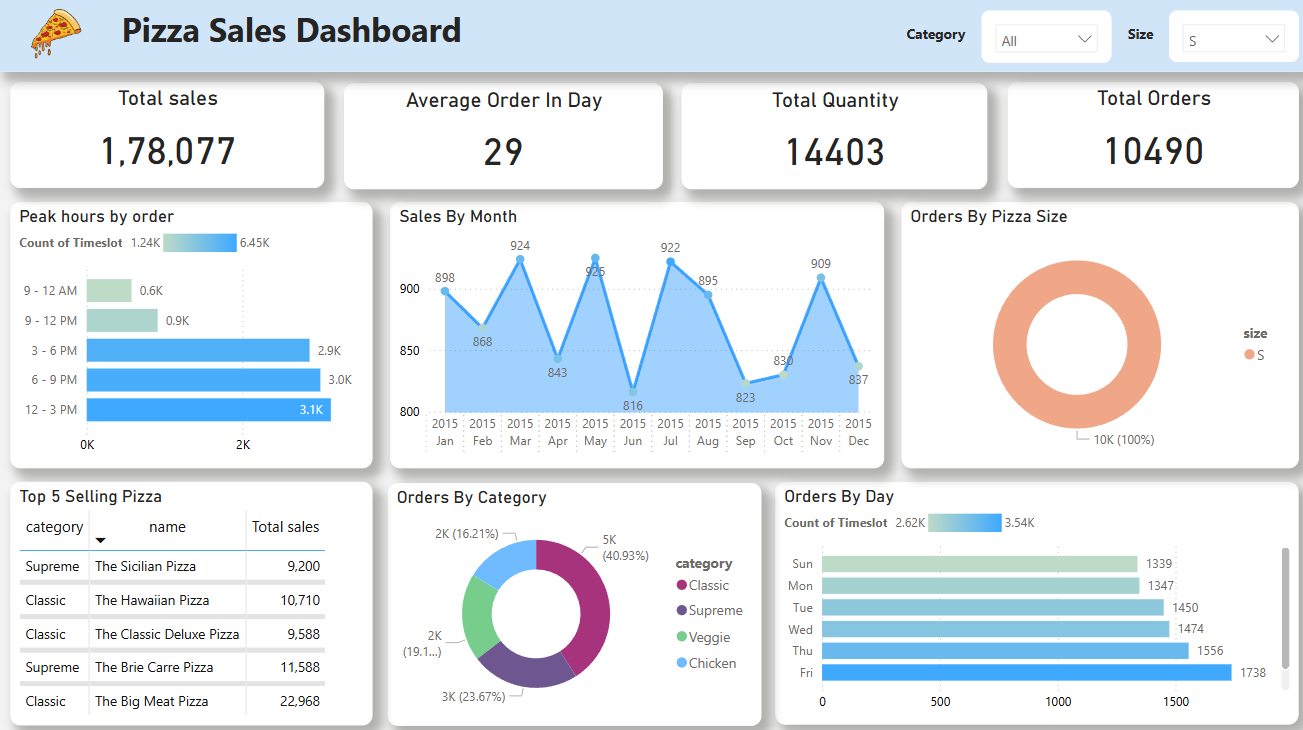 Pizza Sales Dashboard
Category
All
Size
S
Total sales
1,78,077
Average Order In Day
29
Total Quantity
14403
Total Orders
10490
Peak hours by order
Count of Timeslot 1.24K 6.45K
9 - 12 AM 0.6K
9 - 12 PM 0.9K
3 - 6 PM 2.9K
6 - 9 PM 3.0K
12 - 3 PM 3.1K
0K 2K
Sales By Month
900
850
800
898
868
924
843
925
816
922
895
823
830
909
837
2015 2015 2015 2015 2015 2015 2015 2015 2015 2015 2015 2015
Jan Feb Mar Apr May Jun Jul Aug Sep Oct Nov Dec
Orders By Pizza Size
size
S
10K (100%)
Top 5 Selling Pizza
category name Total sales
Supreme The Sicilian Pizza 9,200
Classic The Hawaiian Pizza 10,710
Classic The Classic Deluxe Pizza 9,588
Supreme The Brie Carre Pizza 11,588
Classic The Big Meat Pizza 22,968
Orders By Category
2K (16.21%)
5K
(40.93%)
2K
(19.1...)
3K (23.67%)
category
Classic
Supreme
Veggie
Chicken
Orders By Day
Count of Timeslot 2.62K 3.54K
Sun 1339
Mon 1347
Tue 1450
Wed 1474
Thu 1556
Fri 1738
0 500 1000 1500